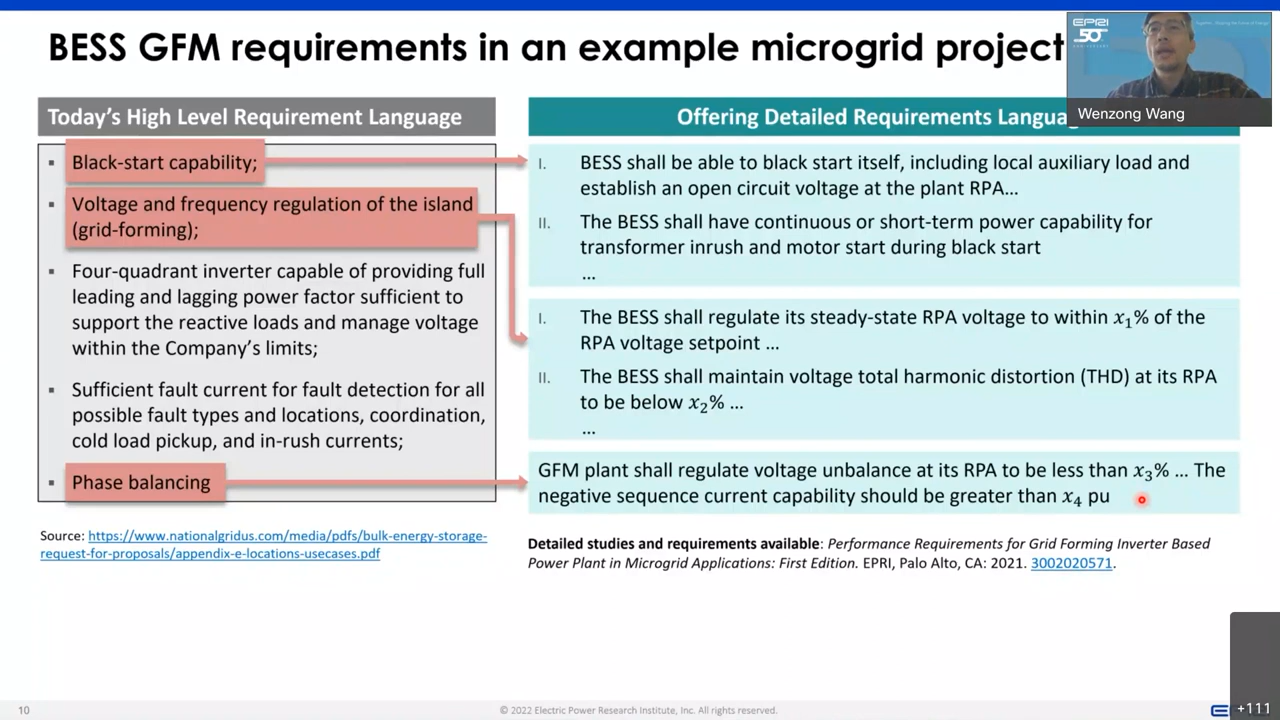 BESS GFM requirements in an example microgrid project
EPRI
50
ANNIVERSARY
Wenzong Wang
Today's High Level Requirement Language
▪ Black-start capability;
▪ Voltage and frequency regulation of the island
(grid-forming);
▪ Four-quadrant inverter capable of providing full
leading and lagging power factor sufficient to
support the reactive loads and manage voltage
within the Company's limits;
▪ Sufficient fault current for fault detection for all
possible fault types and locations, coordination,
cold load pickup, and in-rush currents;
▪ Phase balancing
Source: https://www.nationalgridus.com/media/pdfs/bulk-energy-storage-
request-for-proposals/appendix-e-locations-usecases.pdf
Offering Detailed Requirements Langua
I. BESS shall be able to black start itself, including local auxiliary load and
establish an open circuit voltage at the plant RPA...
II. The BESS shall have continuous or short-term power capability for
transformer inrush and motor start during black start
...
I. The BESS shall regulate its steady-state RPA voltage to within x₁% of the
RPA voltage setpoint ...
II. The BESS shall maintain voltage total harmonic distortion (THD) at its RPA
to be below x₂% ...
...
GFM plant shall regulate voltage unbalance at its RPA to be less than x₃% ... The
negative sequence current capability should be greater than x₄ pu
Detailed studies and requirements available: Performance Requirements for Grid Forming Inverter Based
Power Plant in Microgrid Applications: First Edition. EPRI, Palo Alto, CA: 2021. 3002020571.
10
© 2022 Electric Power Research Institute, Inc. All rights reserved.
+111